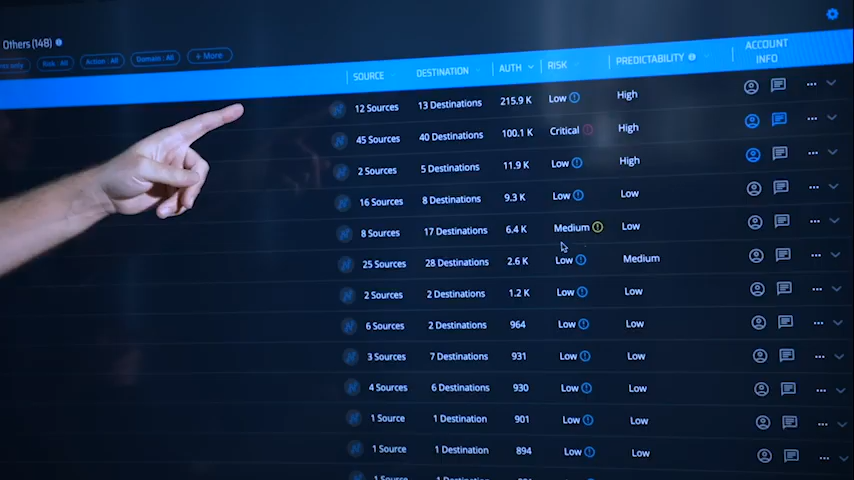 Others (148)
Risk : All Action : All Domain : All + More
SOURCE DESTINATION AUTH RISK PREDICTABILITY ACCOUNT INFO
12 Sources 13 Destinations 215.9 K Low High
45 Sources 40 Destinations 100.1 K Critical High
2 Sources 5 Destinations 11.9 K Low High
16 Sources 8 Destinations 9.3 K Low Low
8 Sources 17 Destinations 6.4 K Medium Low
25 Sources 28 Destinations 2.6 K Low Medium
2 Sources 2 Destinations 1.2 K Low Low
6 Sources 2 Destinations 964 Low Low
3 Sources 7 Destinations 931 Low Low
4 Sources 6 Destinations 930 Low Low
1 Source 1 Destination 901 Low Low
1 Source 1 Destination 894 Low Low